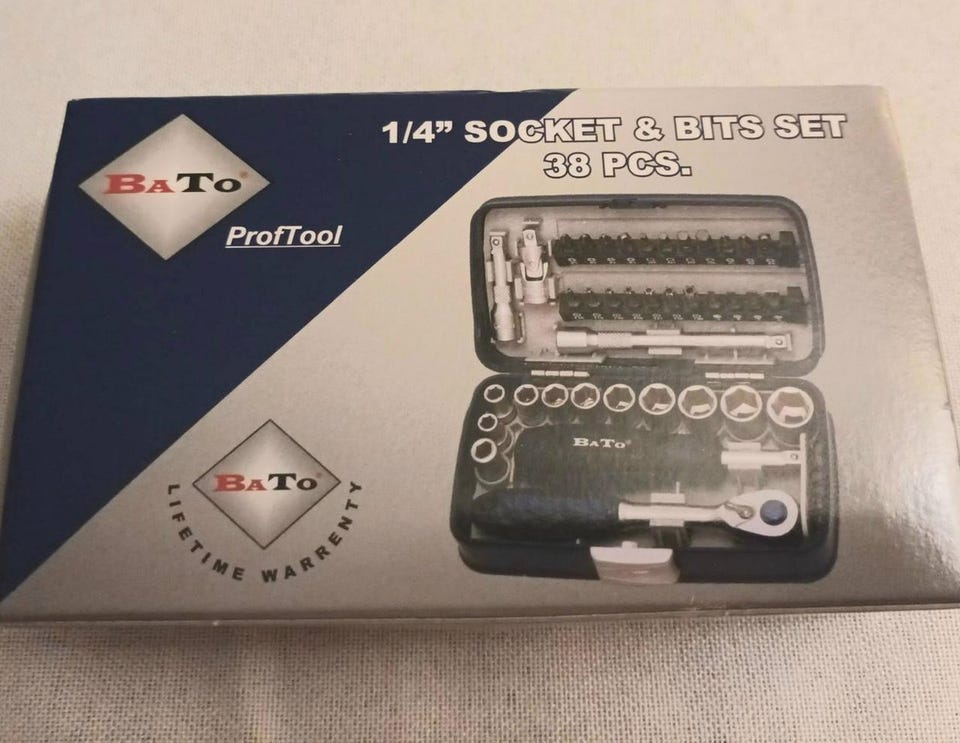 1/4” SOCKET & BITS SET
38 PCS.
BATO®
ProfTool
BATO
BATO
LIFETIME WARRENTY